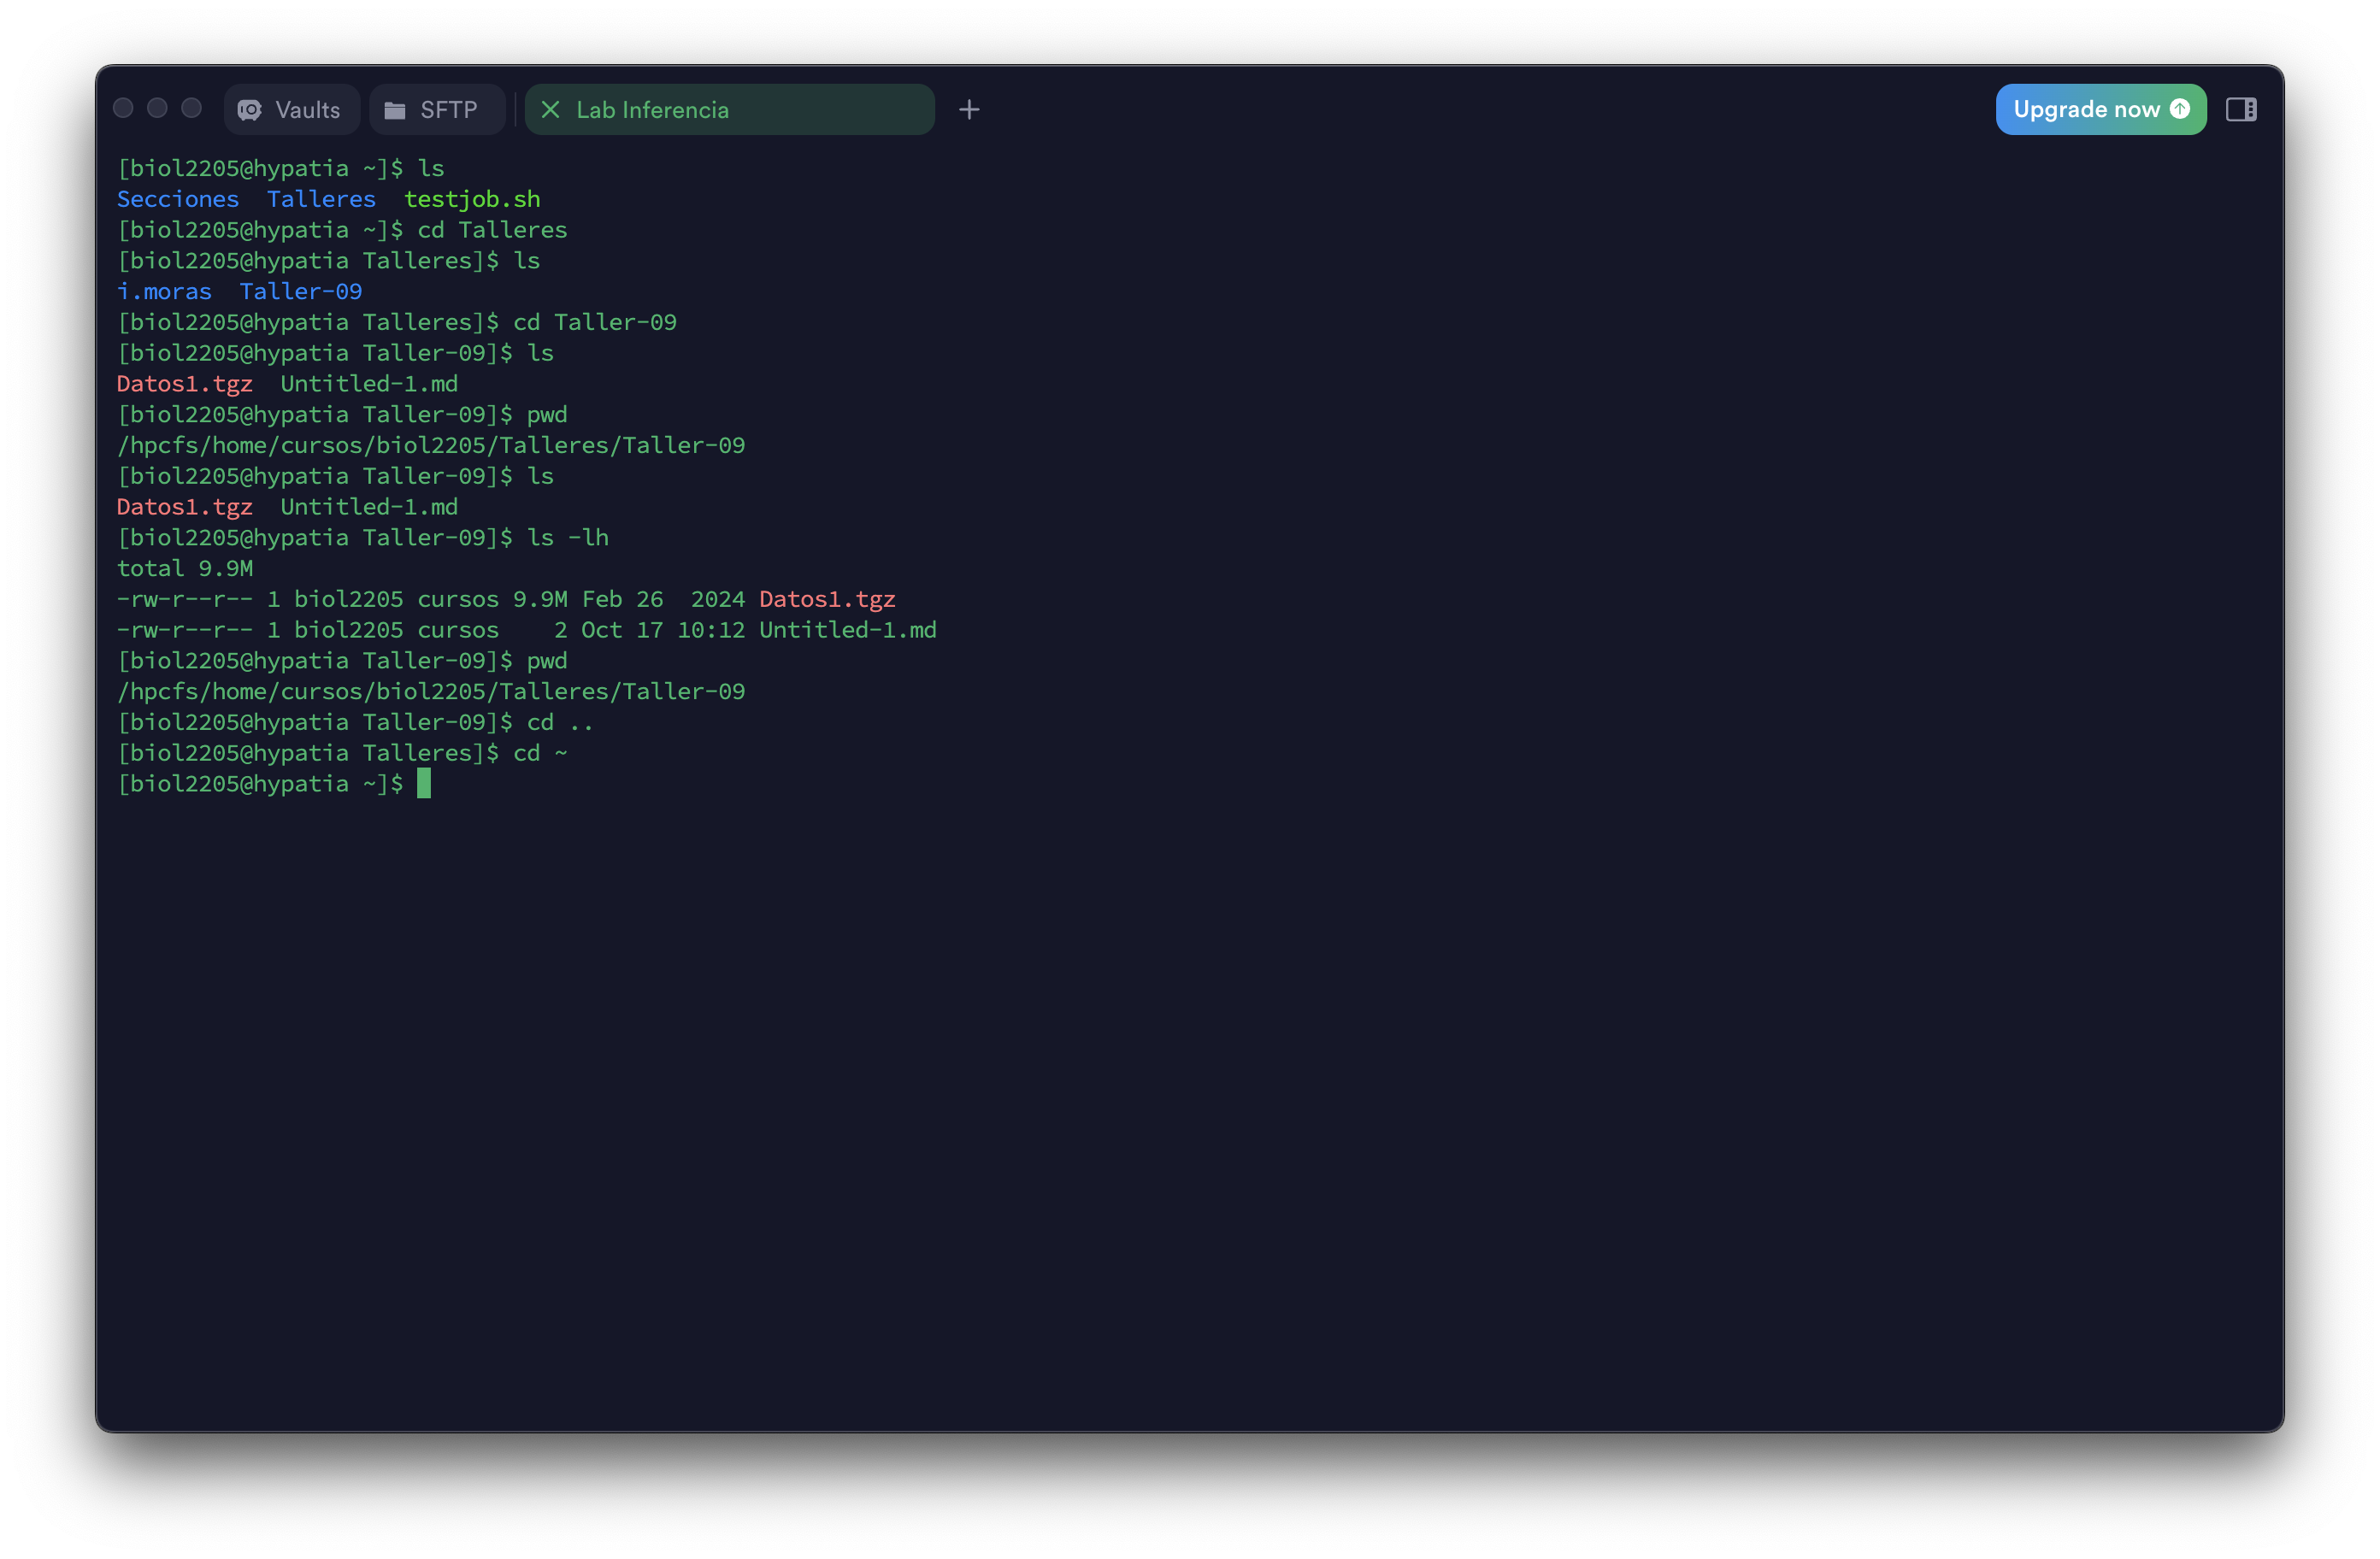 Vaults SFTP Lab Inferencia + Upgrade now
[biol2205@hypatia ~]$ ls
Secciones  Talleres  testjob.sh
[biol2205@hypatia ~]$ cd Talleres
[biol2205@hypatia Talleres]$ ls
i.moras  Taller-09
[biol2205@hypatia Talleres]$ cd Taller-09
[biol2205@hypatia Taller-09]$ ls
Datos1.tgz  Untitled-1.md
[biol2205@hypatia Taller-09]$ pwd
/hpcfs/home/cursos/biol2205/Talleres/Taller-09
[biol2205@hypatia Taller-09]$ ls
Datos1.tgz  Untitled-1.md
[biol2205@hypatia Taller-09]$ ls -lh
total 9.9M
-rw-r--r-- 1 biol2205 cursos 9.9M Feb 26  2024 Datos1.tgz
-rw-r--r-- 1 biol2205 cursos    2 Oct 17 10:12 Untitled-1.md
[biol2205@hypatia Taller-09]$ pwd
/hpcfs/home/cursos/biol2205/Talleres/Taller-09
[biol2205@hypatia Taller-09]$ cd ..
[biol2205@hypatia Talleres]$ cd ~
[biol2205@hypatia ~]$